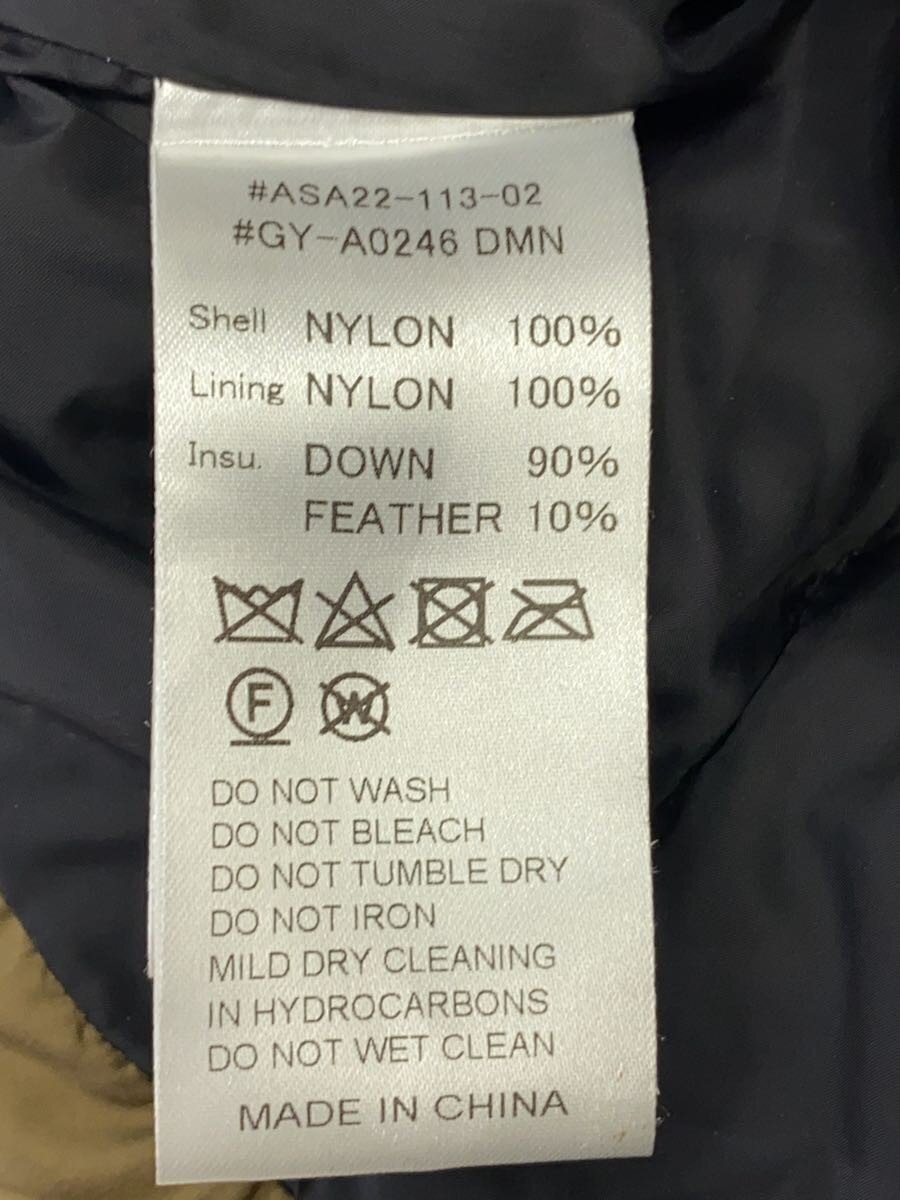 #ASA22-113-02
#GY-A0246 DMN
Shell NYLON 100%
Lining NYLON 100%
Insu. DOWN 90%
FEATHER 10%
F W
DO NOT WASH
DO NOT BLEACH
DO NOT TUMBLE DRY
DO NOT IRON
MILD DRY CLEANING
IN HYDROCARBONS
DO NOT WET CLEAN
MADE IN CHINA